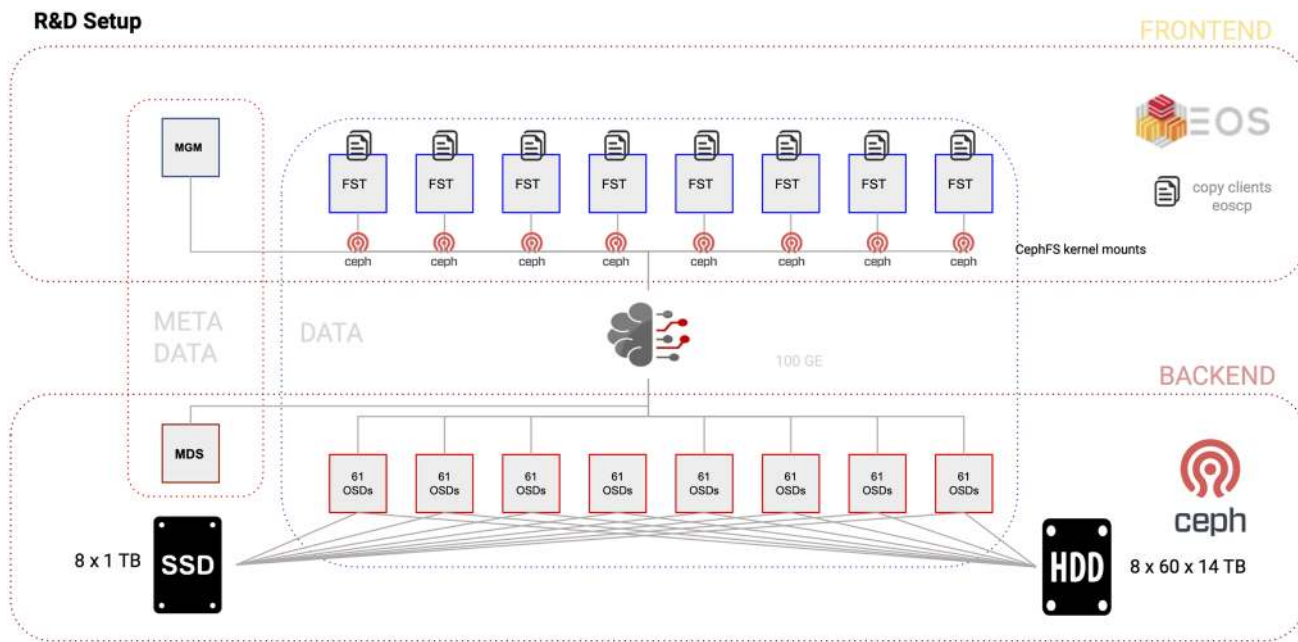 R&D Setup
FRONTEND
MGM
FST
FST
FST
FST
FST
FST
FST
FST
EOS
copy clients
eoscp
ceph
ceph
ceph
ceph
ceph
ceph
ceph
ceph
CephFS kernel mounts
META
DATA
DATA
100 GE
BACKEND
MDS
61
OSDs
61
OSDs
61
OSDs
61
OSDs
61
OSDs
61
OSDs
61
OSDs
61
OSDs
ceph
8 x 1 TB
SSD
HDD
8 x 60 x 14 TB